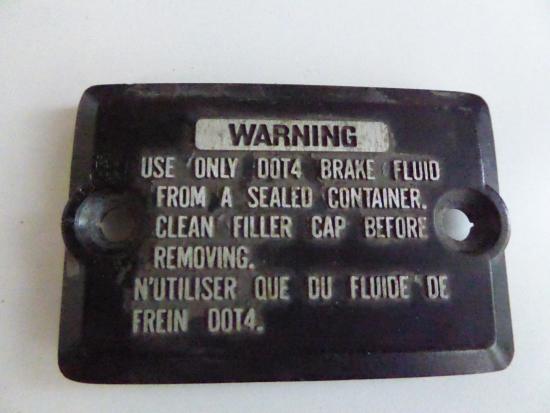 WARNING
USE ONLY DOT4 BRAKE FLUID
FROM A SEALED CONTAINER.
CLEAN FILLER CAP BEFORE
REMOVING.
N'UTILISER QUE DU FLUIDE DE
FREIN DOT4.